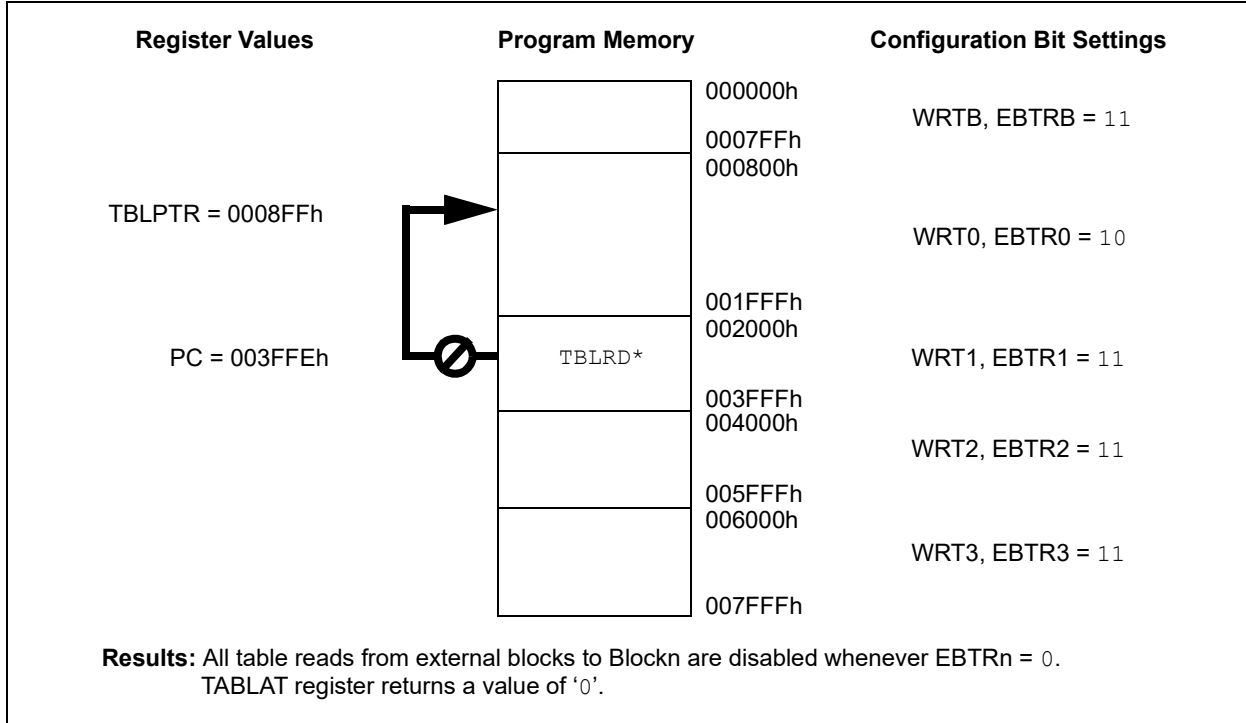 Register Values Program Memory Configuration Bit Settings
000000h
WRTB, EBTRB = 11
0007FFh
000800h
TBLPTR = 0008FFh
WRT0, EBTR0 = 10
001FFFh
002000h
PC = 003FFEh TBLRD* WRT1, EBTR1 = 11
003FFFh
004000h
WRT2, EBTR2 = 11
005FFFh
006000h
WRT3, EBTR3 = 11
007FFFh
Results: All table reads from external blocks to Blockn are disabled whenever EBTRn = 0.
TABLAT register returns a value of ‘0’.